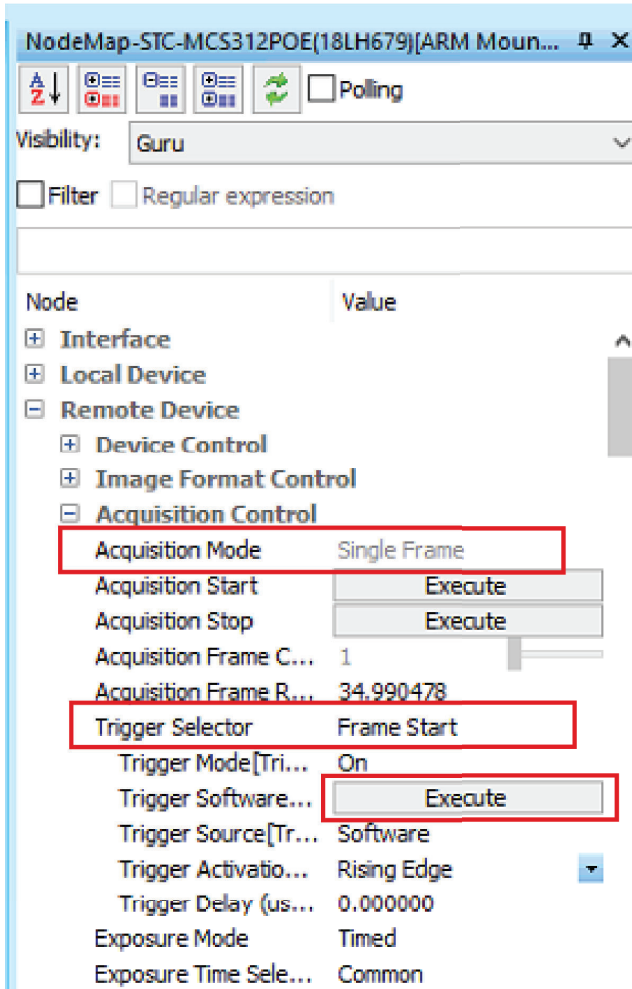 NodeMap-STC-MCS312POE(18LH679)[ARM Moun...
Polling
Visibility: Guru
Filter Regular expression
Node Value
Interface
Local Device
Remote Device
Device Control
Image Format Control
Acquisition Control
Acquisition Mode Single Frame
Acquisition Start Execute
Acquisition Stop Execute
Acquisition Frame C... 1
Acquisition Frame R... 34.990478
Trigger Selector Frame Start
Trigger Mode[Tri... On
Trigger Software... Execute
Trigger Source[Tr... Software
Trigger Activatio... Rising Edge
Trigger Delay (us... 0.000000
Exposure Mode Timed
Exposure Time Sele... Common